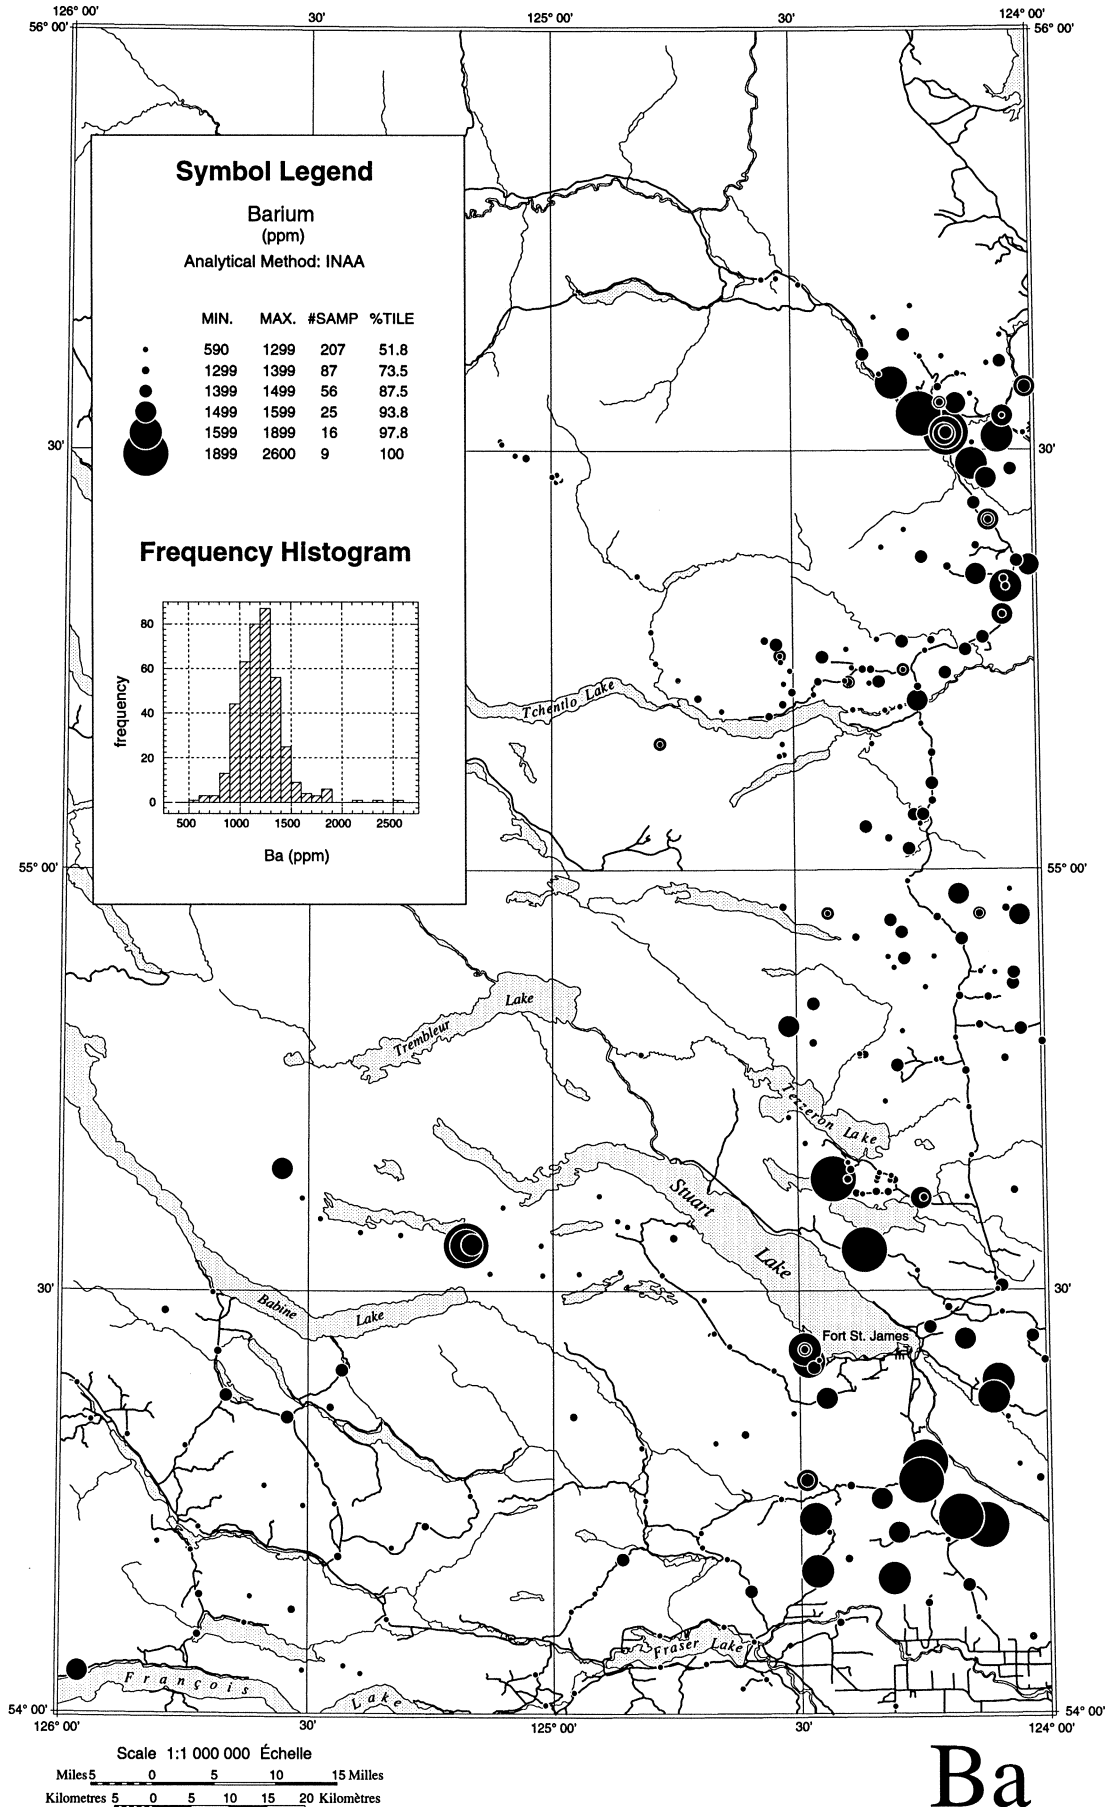 126° 00' 30' 125° 00' 30' 124° 00'
56° 00' 56° 00'
Symbol Legend
Barium
(ppm)
Analytical Method: INAA
MIN. MAX. #SAMP %TILE
590 1299 207 51.8
1299 1399 87 73.5
1399 1499 56 87.5
1499 1599 25 93.8
1599 1899 16 97.8
1899 2600 9 100
30' 30'
Frequency Histogram
80
60
40
20
0
frequency
500 1000 1500 2000 2500
Ba (ppm)
Tchentlo Lake
55° 00' 55° 00'
Trembleur Lake
Tezzeron Lake
Stuart Lake
30' 30'
Babine Lake
Fort St. James
Fraser Lake
François Lake
54° 00' 54° 00'
126° 00' 30' 125° 00' 30' 124° 00'
Scale 1:1 000 000 Échelle
Miles 5 0 5 10 15 Milles
Kilometres 5 0 5 10 15 20 Kilomètres
Ba